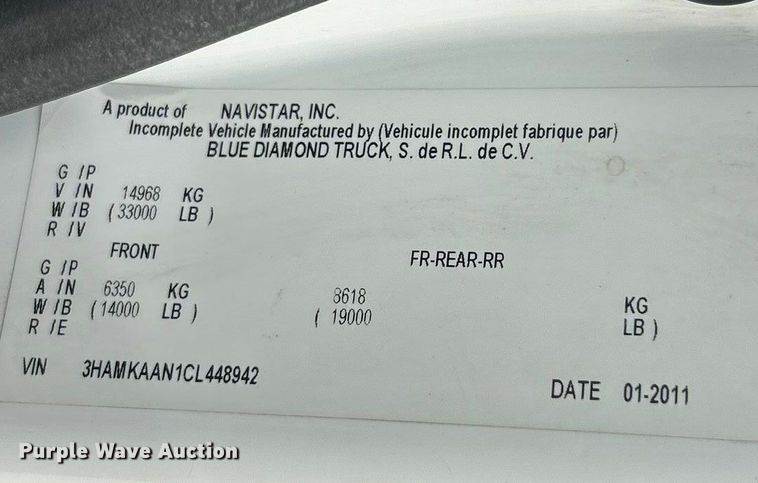 A product of NAVISTAR, INC.
Incomplete Vehicle Manufactured by (Vehicule incomplet fabrique par)
BLUE DIAMOND TRUCK, S. de R.L. de C.V.
G /P
V /N 14968 KG
W /B (33000 LB )
R /V
FRONT FR-REAR-RR
G /P
A /N 6350 KG 8618 KG
W /B (14000 LB ) ( 19000 LB )
R /E
VIN 3HAMKAAN1CL448942
DATE 01-2011
Purple Wave Auction